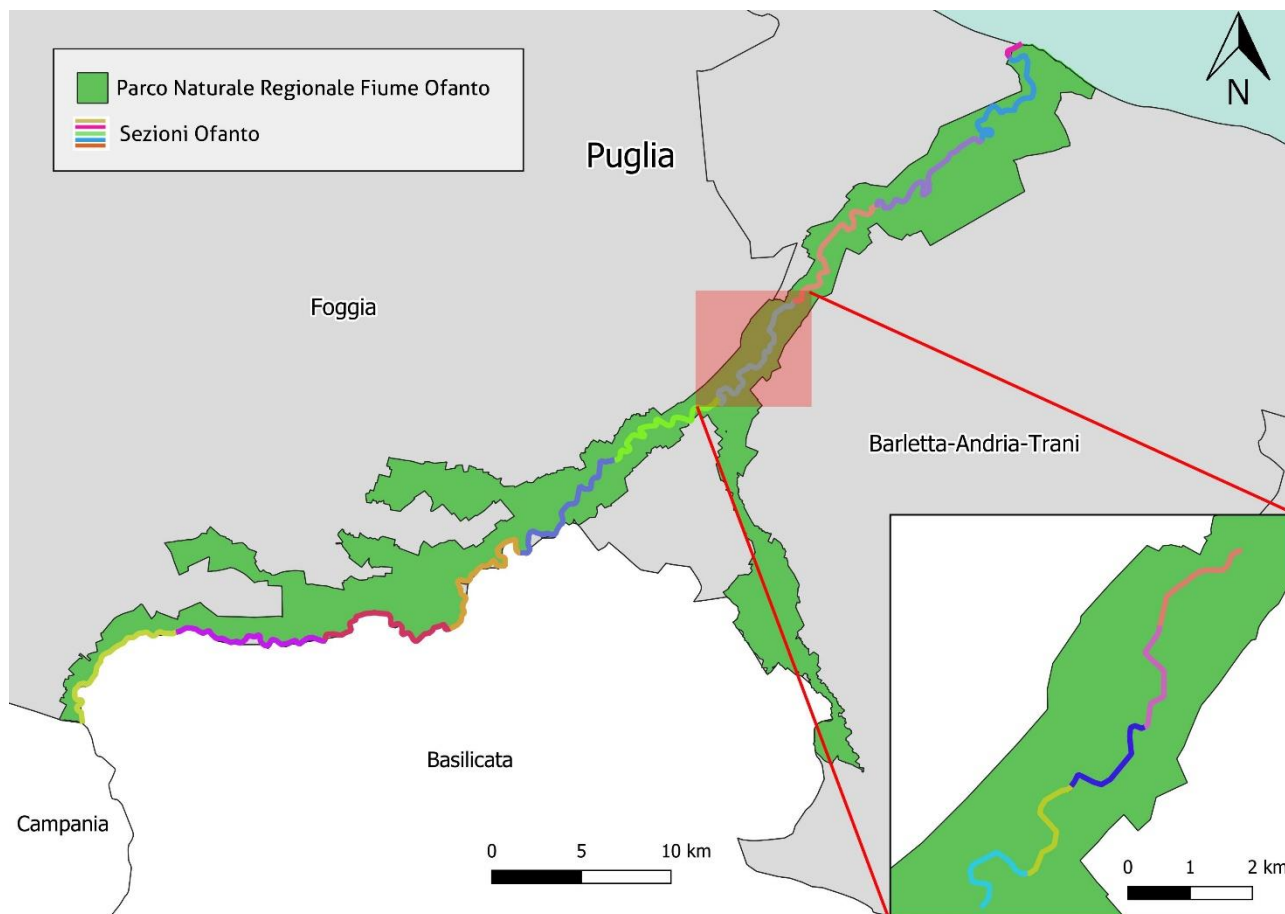 Parco Naturale Regionale Fiume Ofanto
Sezioni Ofanto
N
Puglia
Foggia
Barletta-Andria-Trani
Basilicata
Campania
0 5 10 km
0 1 2 km